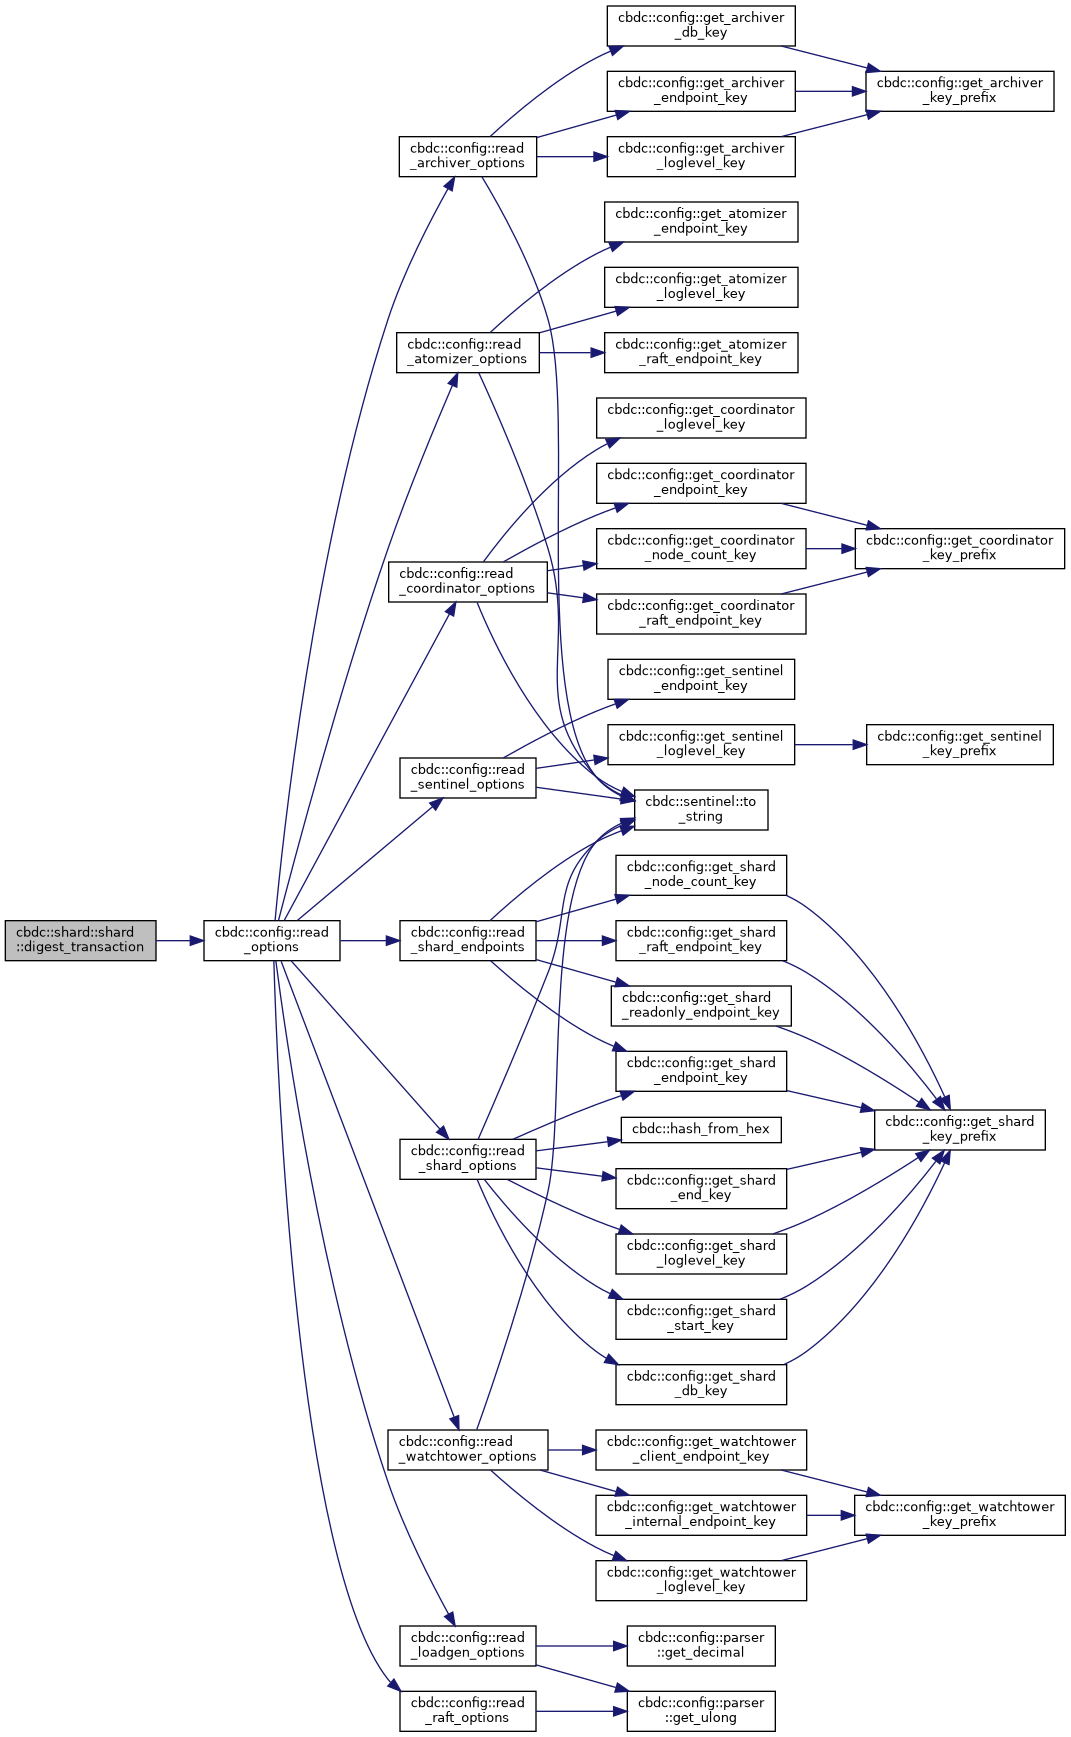 cbdc::shard::shard
::digest_transaction
cbdc::config::read
_options
cbdc::config::read
_archiver_options
cbdc::config::get_archiver
_db_key
cbdc::config::get_archiver
_key_prefix
cbdc::config::get_archiver
_endpoint_key
cbdc::config::get_archiver
_loglevel_key
cbdc::config::read
_atomizer_options
cbdc::config::get_atomizer
_endpoint_key
cbdc::config::get_atomizer
_loglevel_key
cbdc::config::get_atomizer
_raft_endpoint_key
cbdc::config::read
_coordinator_options
cbdc::config::get_coordinator
_loglevel_key
cbdc::config::get_coordinator
_endpoint_key
cbdc::config::get_coordinator
_node_count_key
cbdc::config::get_coordinator
_raft_endpoint_key
cbdc::config::get_coordinator
_key_prefix
cbdc::config::read
_sentinel_options
cbdc::config::get_sentinel
_endpoint_key
cbdc::config::get_sentinel
_loglevel_key
cbdc::config::get_sentinel
_key_prefix
cbdc::sentinel::to
_string
cbdc::config::read
_shard_endpoints
cbdc::config::get_shard
_node_count_key
cbdc::config::get_shard
_raft_endpoint_key
cbdc::config::get_shard
_readonly_endpoint_key
cbdc::config::get_shard
_endpoint_key
cbdc::config::get_shard
_key_prefix
cbdc::config::read
_shard_options
cbdc::hash_from_hex
cbdc::config::get_shard
_end_key
cbdc::config::get_shard
_loglevel_key
cbdc::config::get_shard
_start_key
cbdc::config::get_shard
_db_key
cbdc::config::read
_watchtower_options
cbdc::config::get_watchtower
_client_endpoint_key
cbdc::config::get_watchtower
_internal_endpoint_key
cbdc::config::get_watchtower
_loglevel_key
cbdc::config::get_watchtower
_key_prefix
cbdc::config::read
_loadgen_options
cbdc::config::parser
::get_decimal
cbdc::config::read
_raft_options
cbdc::config::parser
::get_ulong